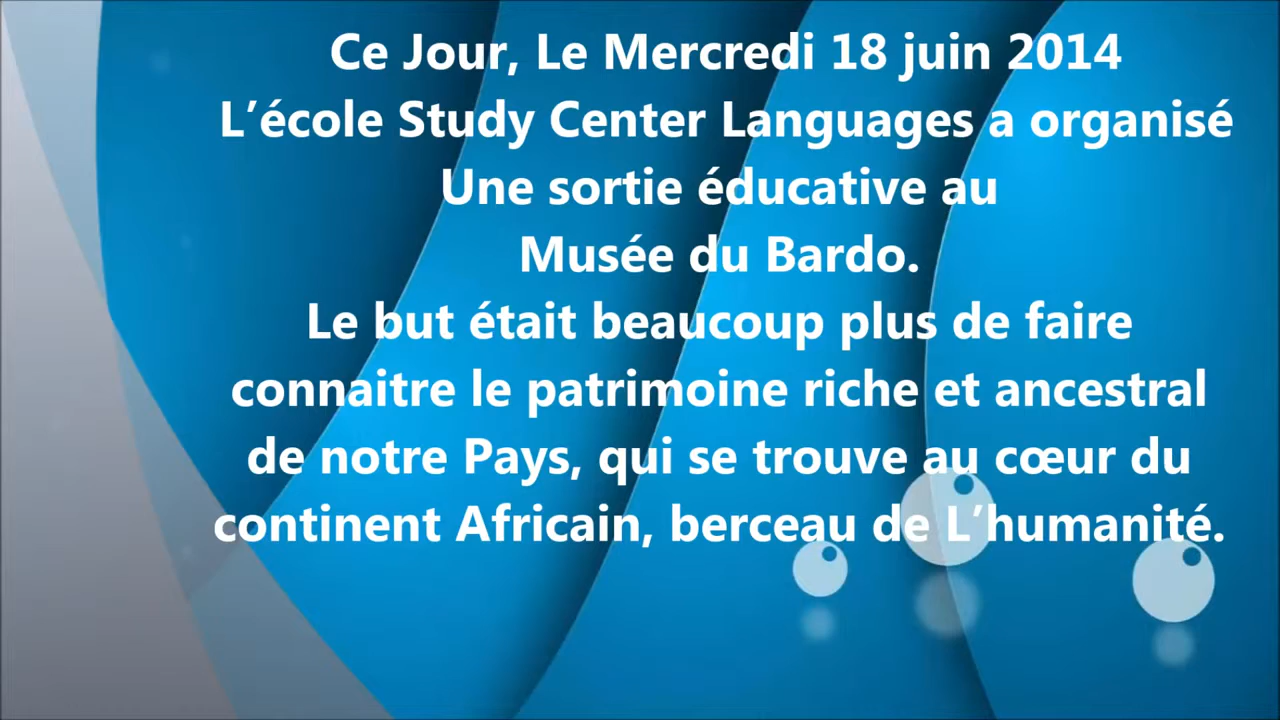 Ce Jour, Le Mercredi 18 juin 2014
L’école Study Center Languages a organisé
Une sortie éducative au
Musée du Bardo.
Le but était beaucoup plus de faire
connaitre le patrimoine riche et ancestral
de notre Pays, qui se trouve au cœur du
continent Africain, berceau de L’humanité.